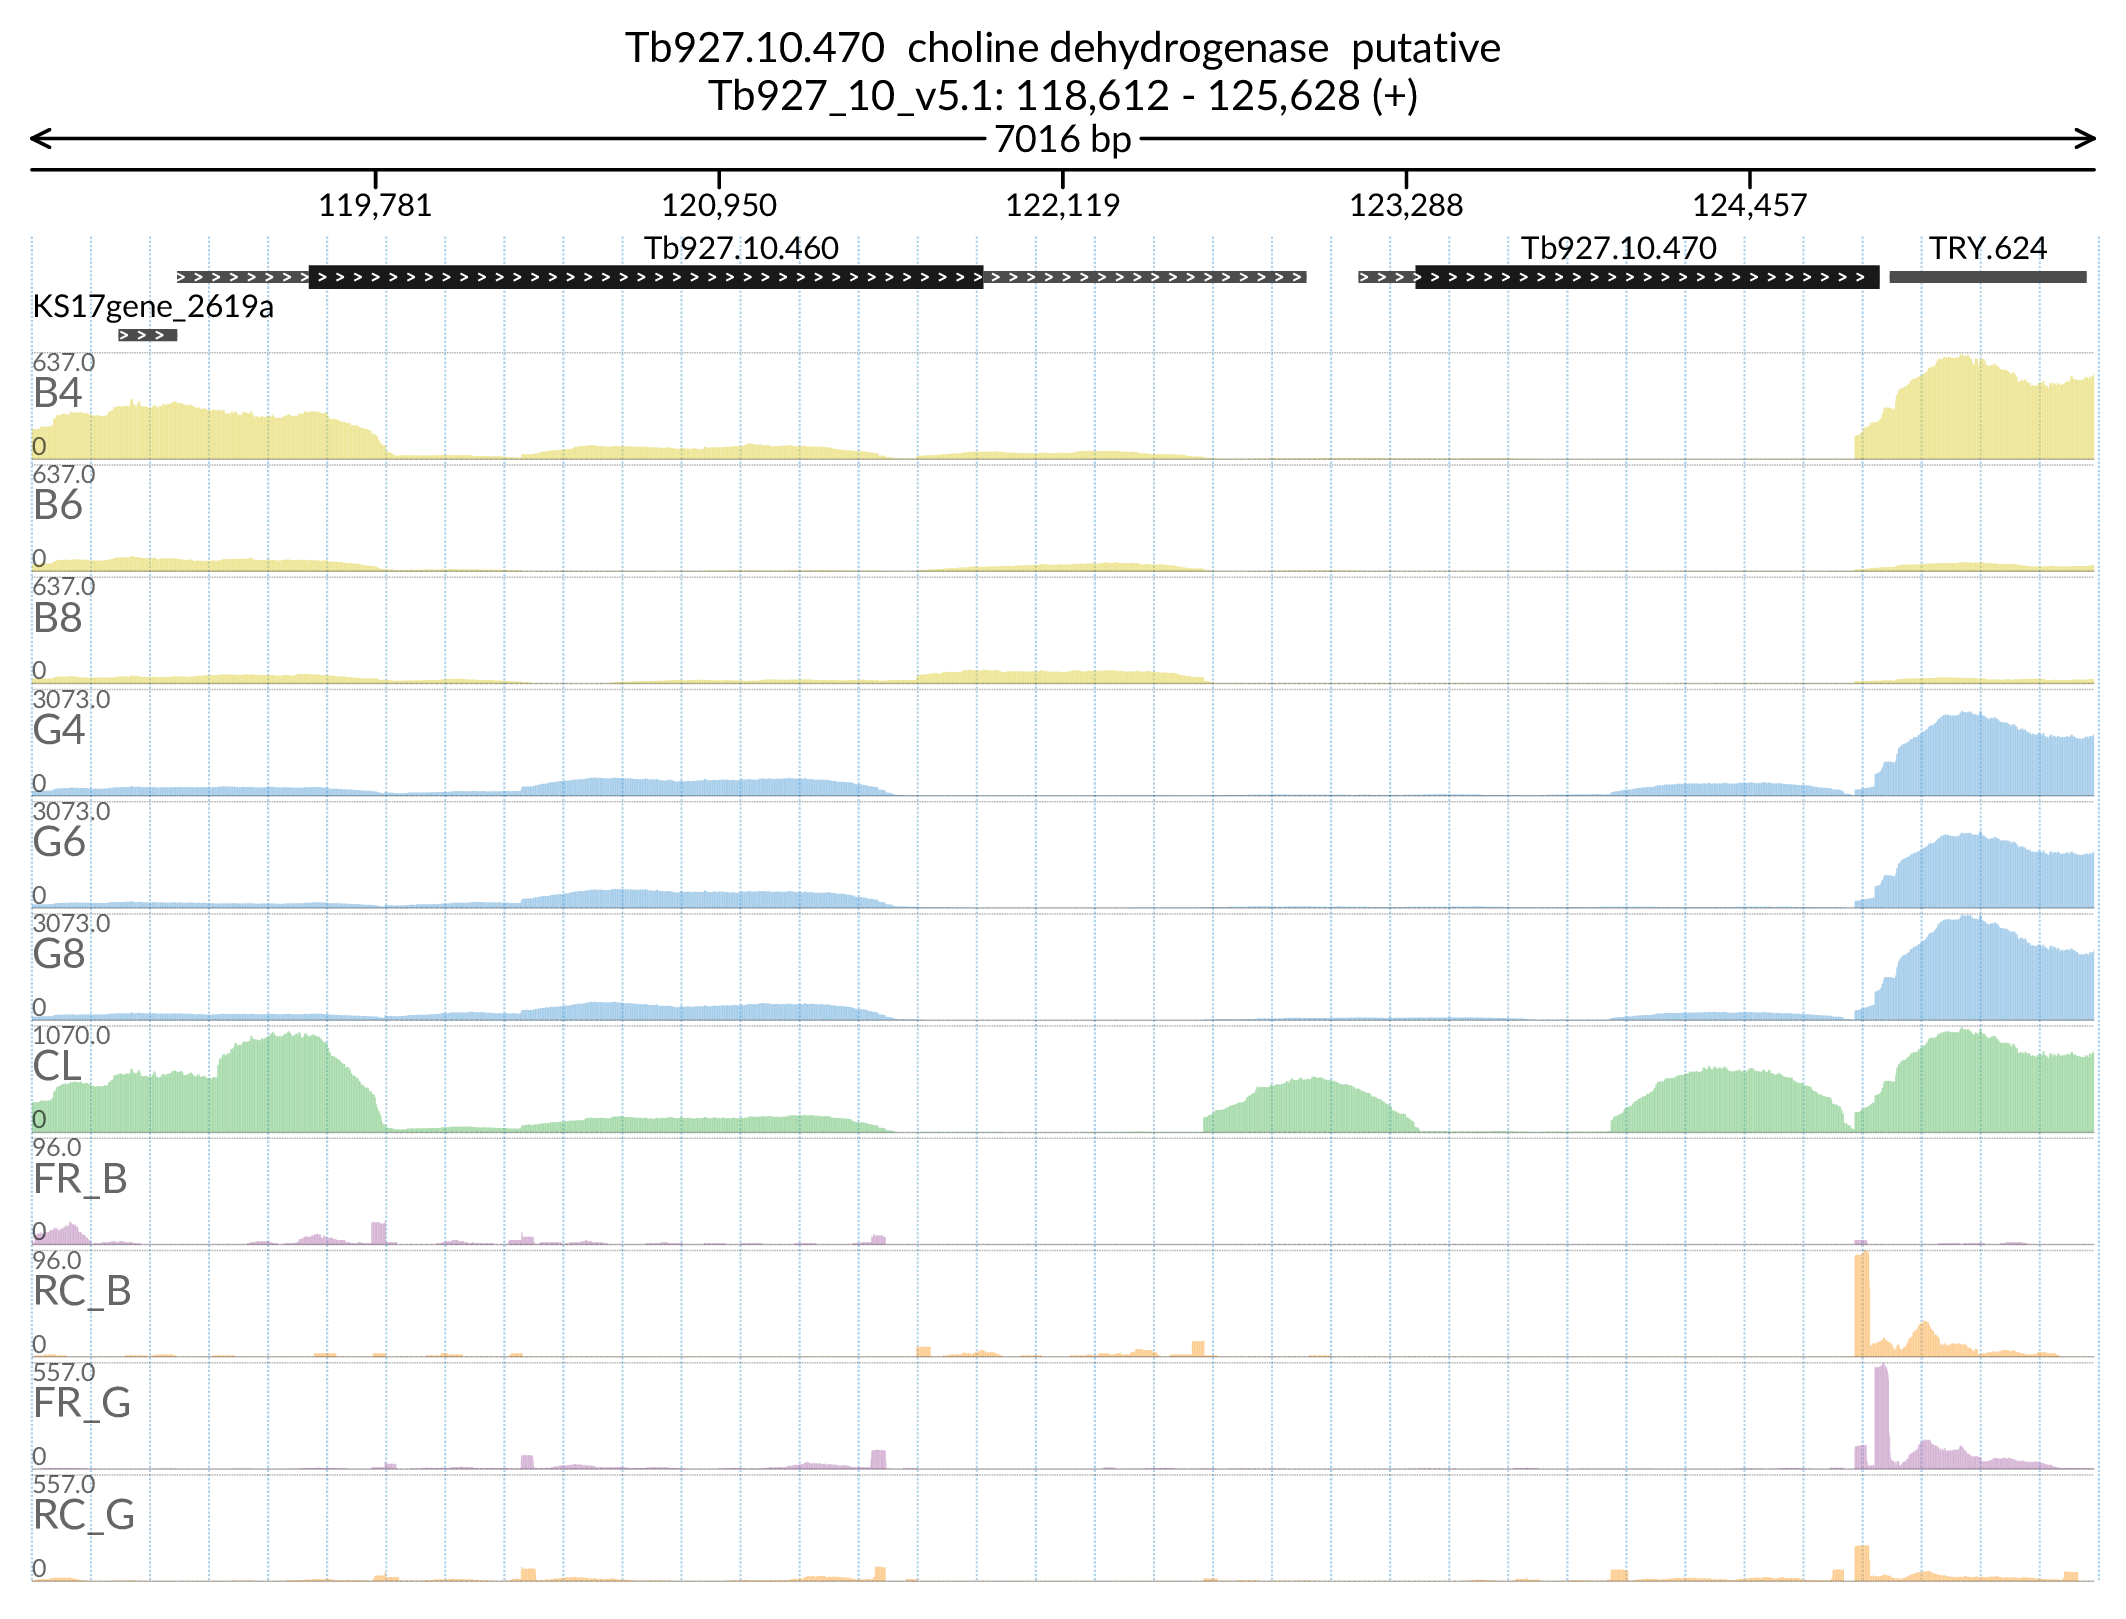 Tb927.10.470  choline dehydrogenase  putative
Tb927_10_v5.1: 118,612 - 125,628 (+)
7016 bp
119,781 120,950 122,119 123,288 124,457
Tb927.10.460 Tb927.10.470 TRY.624
KS17gene_2619a
637.0
B4
0
637.0
B6
0
637.0
B8
0
3073.0
G4
0
3073.0
G6
0
3073.0
G8
0
1070.0
CL
0
96.0
FR_B
0
96.0
RC_B
0
557.0
FR_G
0
557.0
RC_G
0